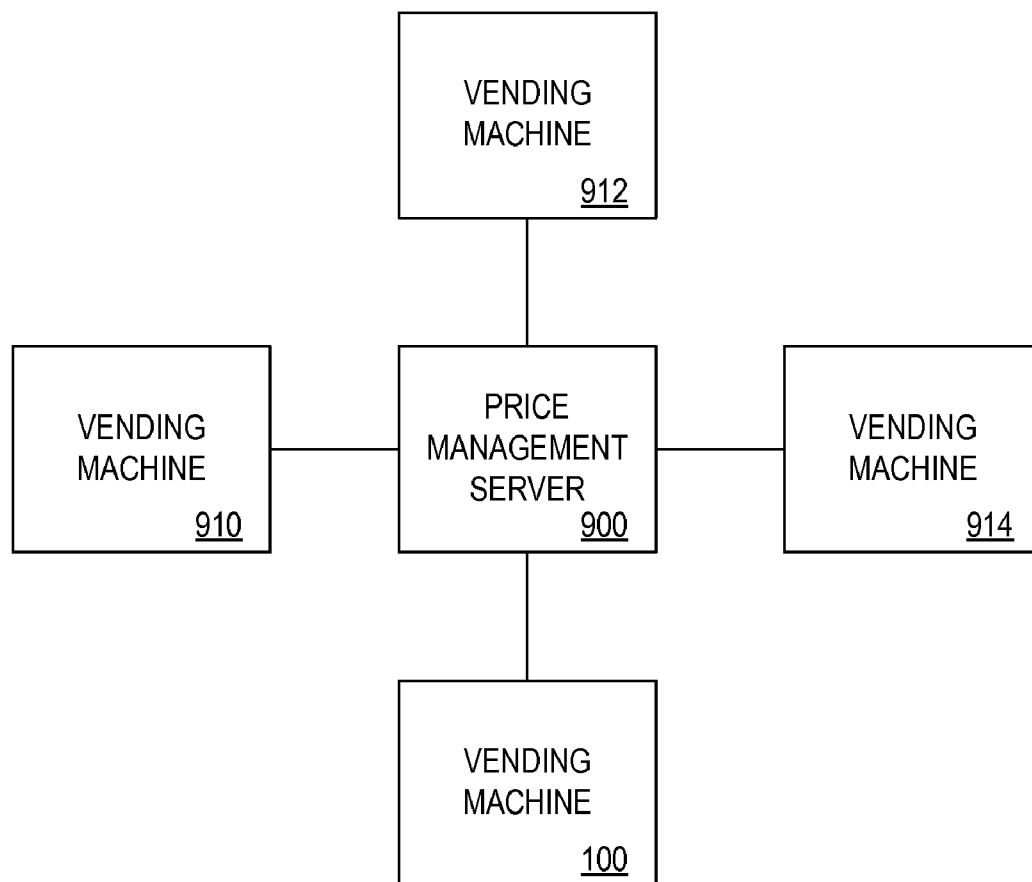 VENDING
MACHINE
912
VENDING
MACHINE
910
PRICE
MANAGEMENT
SERVER
900
VENDING
MACHINE
914
VENDING
MACHINE
100